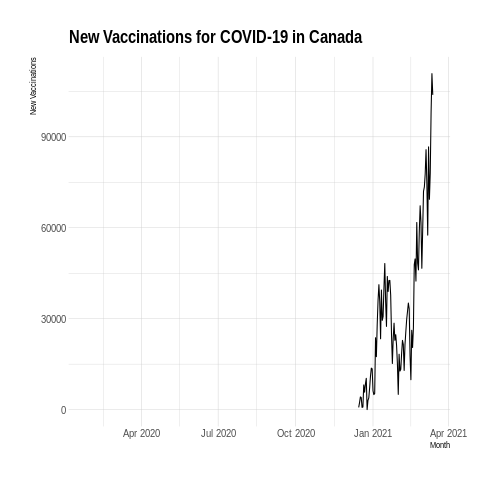 New Vaccinations for COVID-19 in Canada
New Vaccinations
90000
60000
30000
0
Apr 2020 Jul 2020 Oct 2020 Jan 2021 Apr 2021
Month